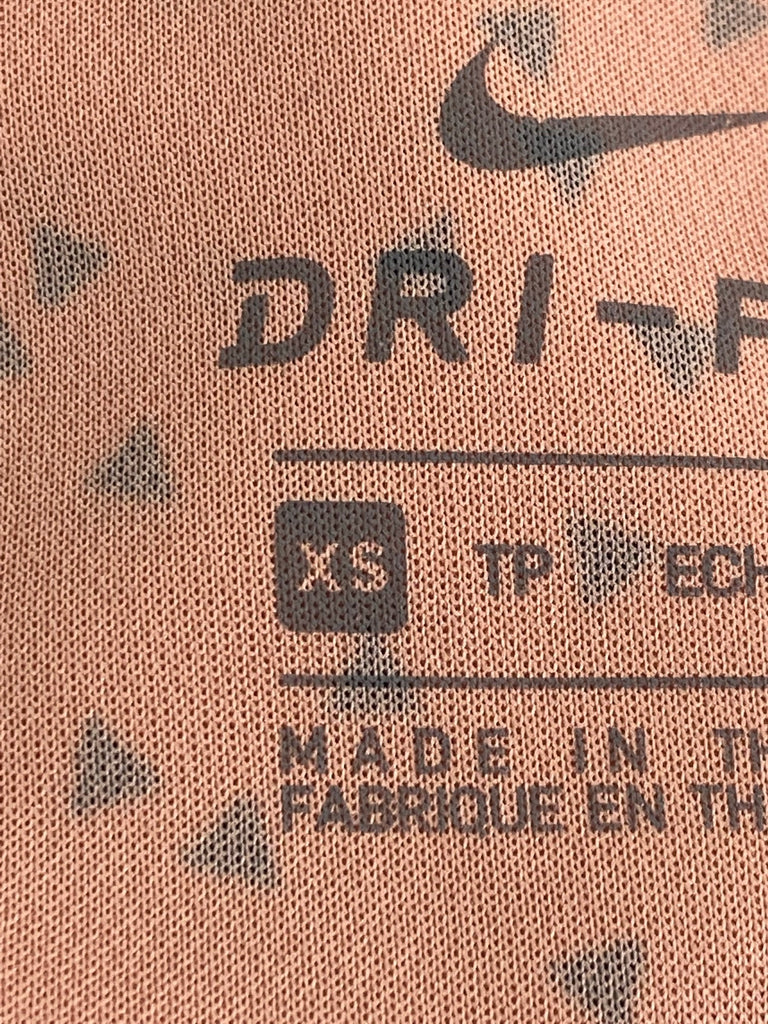 DRI-F
XS TP ECH
MADE IN TH
FABRIQUE EN TH